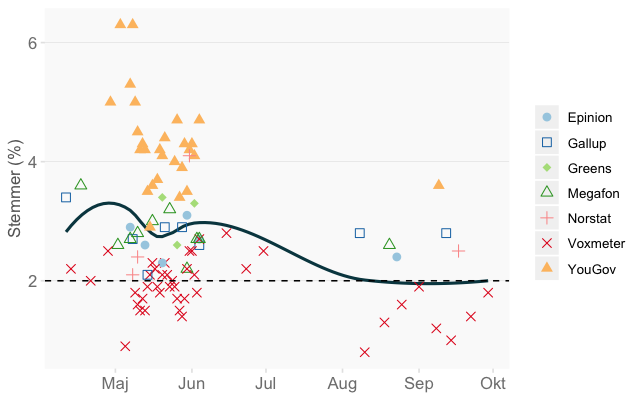 6
4
2
Stemmer (%)
Maj Jun Jul Aug Sep Okt
Epinion
Gallup
Greens
Megafon
Norstat
Voxmeter
YouGov